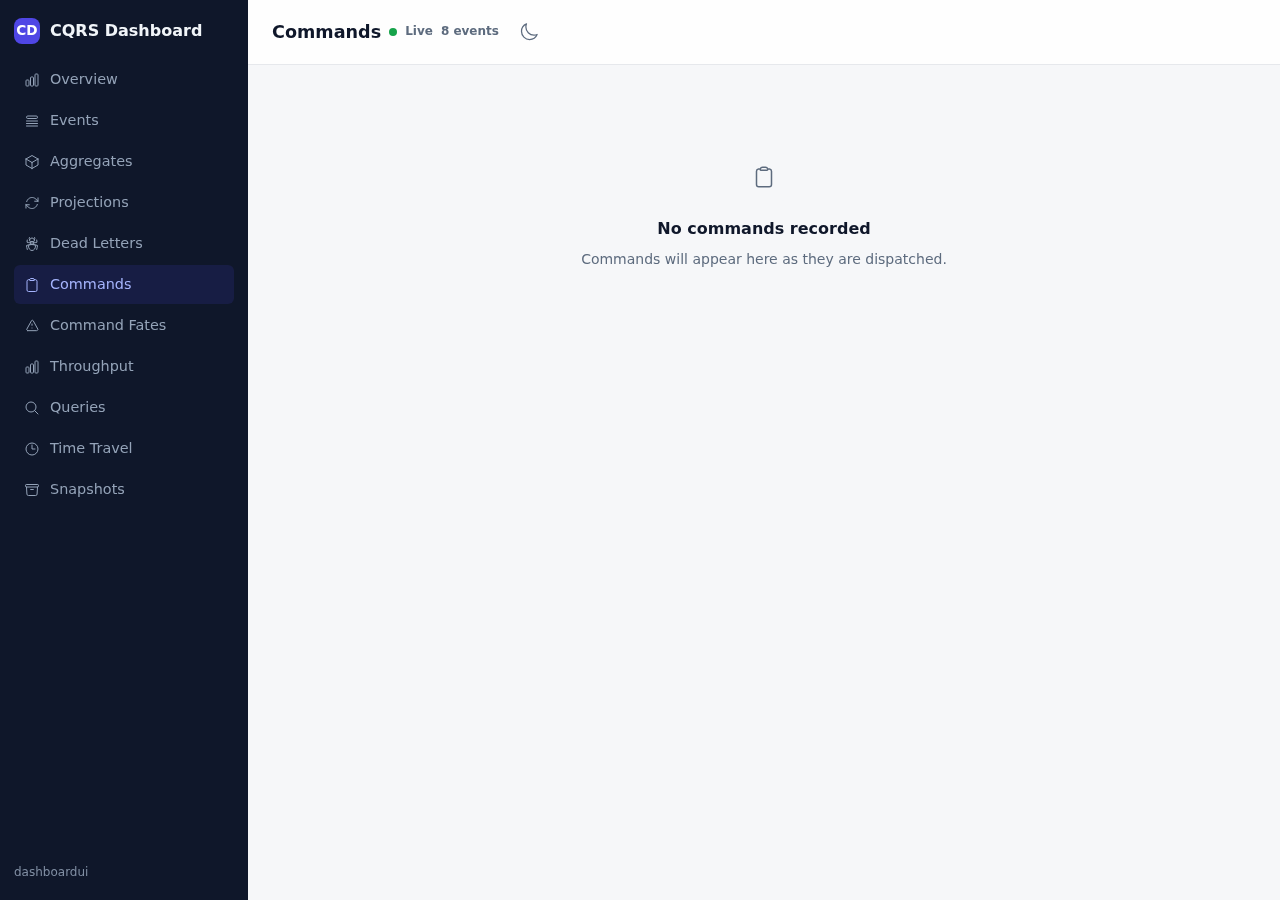 CD CQRS Dashboard
Overview
Events
Aggregates
Projections
Dead Letters
Commands
Command Fates
Throughput
Queries
Time Travel
Snapshots
dashboardui
Commands Live 8 events
No commands recorded
Commands will appear here as they are dispatched.